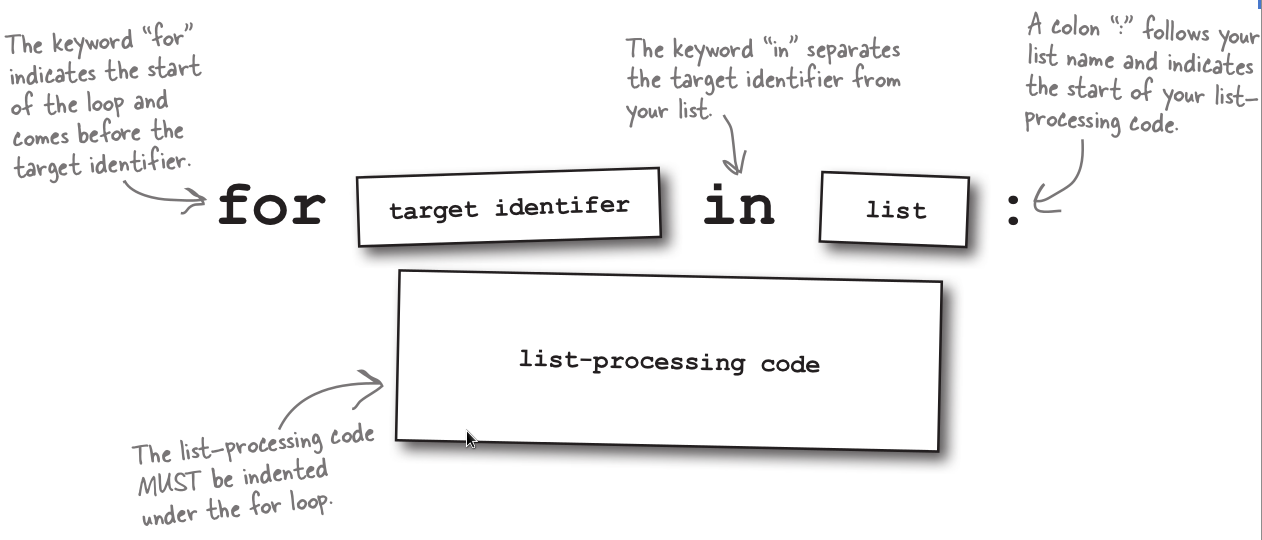 The keyword “for”
indicates the start
of the loop and
comes before the
target identifier.
The keyword “in” separates
the target identifier from
your list.
A colon “:” follows your
list name and indicates
the start of your list-
processing code.
for target identifer in list :
list-processing code
The list-processing code
MUST be indented
under the for loop.